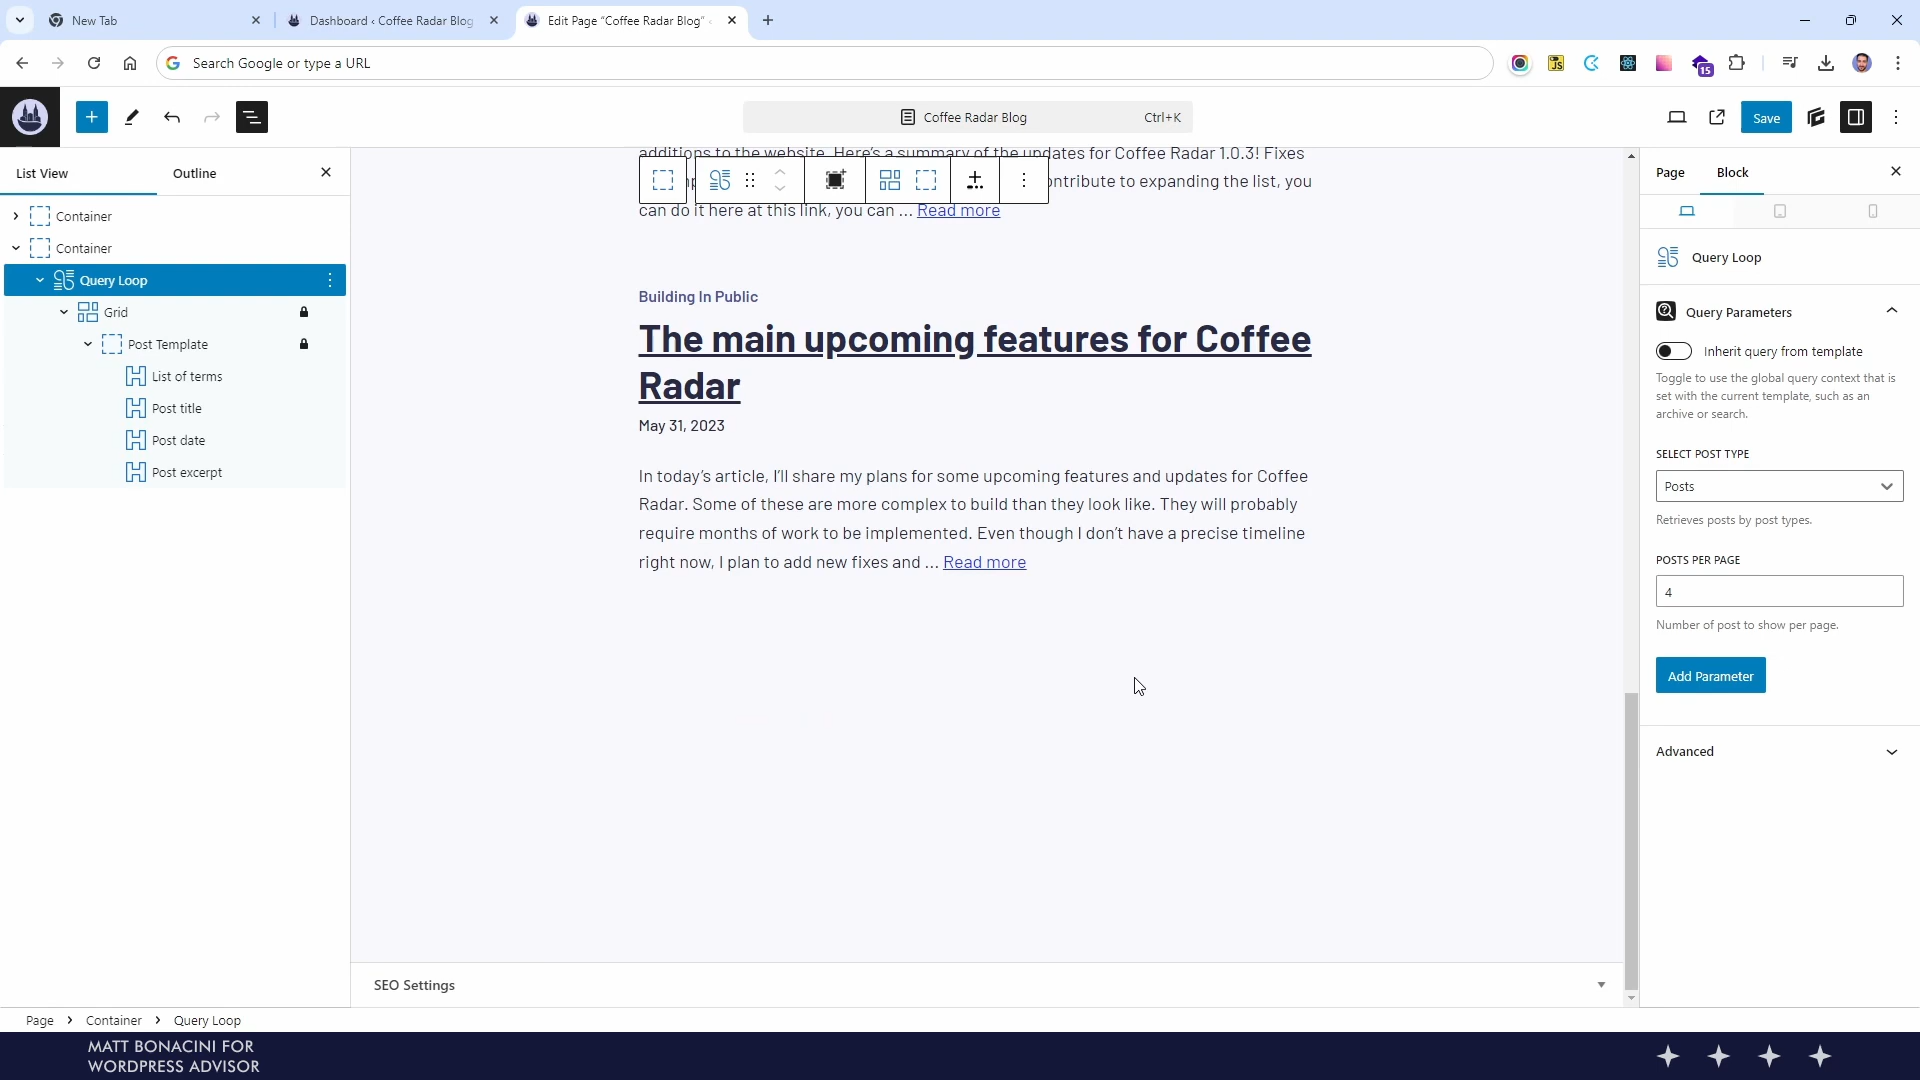 New Tab
Dashboard ‹ Coffee Radar Blog
Edit Page “Coffee Radar Blog” ‹
Search Google or type a URL
15
Coffee Radar Blog
Ctrl+K
Save
List View
Outline
Container
Container
Query Loop
Grid
Post Template
List of terms
Post title
Post date
Post excerpt
additions to the website. Here’s a summary of the updates for Coffee Radar 1.0.3! Fixes
ontribute to expanding the list, you
can do it here at this link, you can ... Read more
Building In Public
The main upcoming features for Coffee
Radar
May 31, 2023
In today’s article, I’ll share my plans for some upcoming features and updates for Coffee
Radar. Some of these are more complex to build than they look like. They will probably
require months of work to be implemented. Even though I don’t have a precise timeline
right now, I plan to add new fixes and ... Read more
SEO Settings
Page
Block
Query Loop
Query Parameters
Inherit query from template
Toggle to use the global query context that is
set with the current template, such as an
archive or search.
SELECT POST TYPE
Posts
Retrieves posts by post types.
POSTS PER PAGE
4
Number of post to show per page.
Add Parameter
Advanced
Page > Container > Query Loop
MATT BONACINI FOR
WORDPRESS ADVISOR